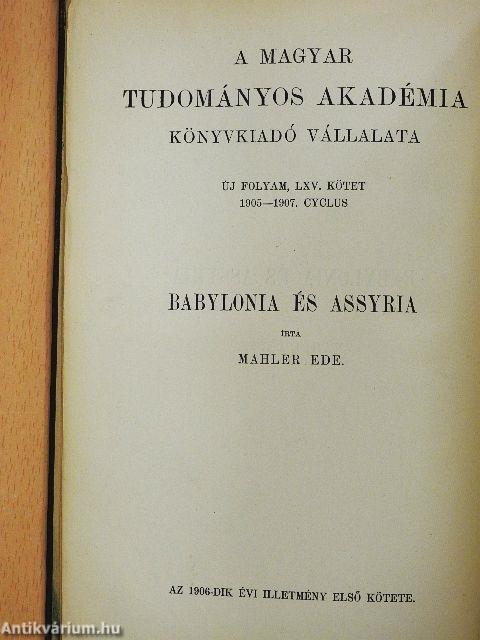 A MAGYAR
TUDOMÁNYOS AKADÉMIA
KÖNYVKIADÓ VÁLLALATA
ÚJ FOLYAM, LXV. KÖTET
1905—1907. CYCLUS
BABYLONIA ÉS ASSYRIA
ÍRTA
MAHLER EDE.
AZ 1906-DIK ÉVI ILLETMÉNY ELSŐ KÖTETE.
Antikvárium.hu